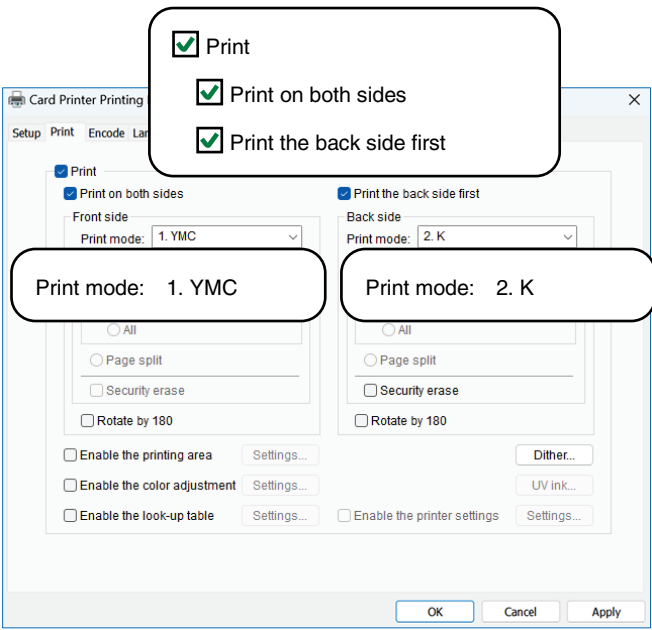 Print
Print on both sides
Print the back side first
Card Printer Printing
Setup Print Encode
Print
Print on both sides Print the back side first
Front side Back side
Print mode: 1. YMC Print mode: 2. K
Print mode: 1. YMC Print mode: 2. K
All All
Page split Page split
Security erase Security erase
Rotate by 180 Rotate by 180
Enable the printing area Settings... Dither...
Enable the color adjustment Settings... UV ink...
Enable the look-up table Settings... Enable the printer settings Settings...
OK Cancel Apply